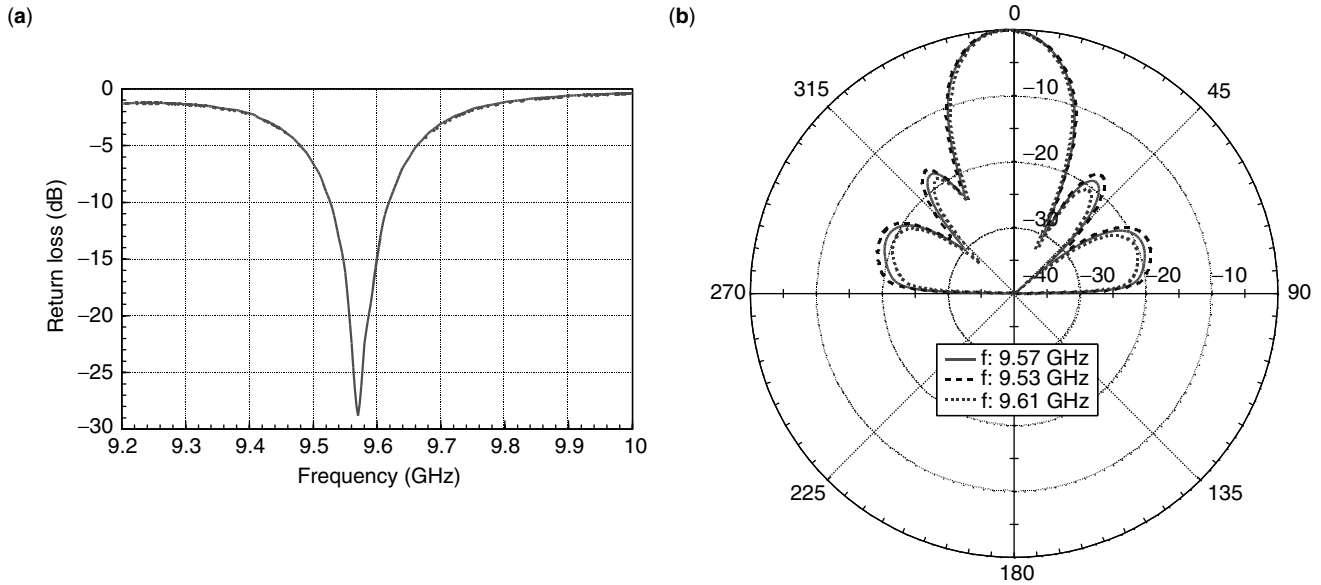 (a)
0
−5
−10
−15
−20
−25
−30
Return loss (dB)
9.2 9.3 9.4 9.5 9.6 9.7 9.8 9.9 10
Frequency (GHz)
(b)
0
45
90
135
180
225
270
315
−10
−20
−30
−40 −30 −20 −10
f: 9.57 GHz
f: 9.53 GHz
f: 9.61 GHz